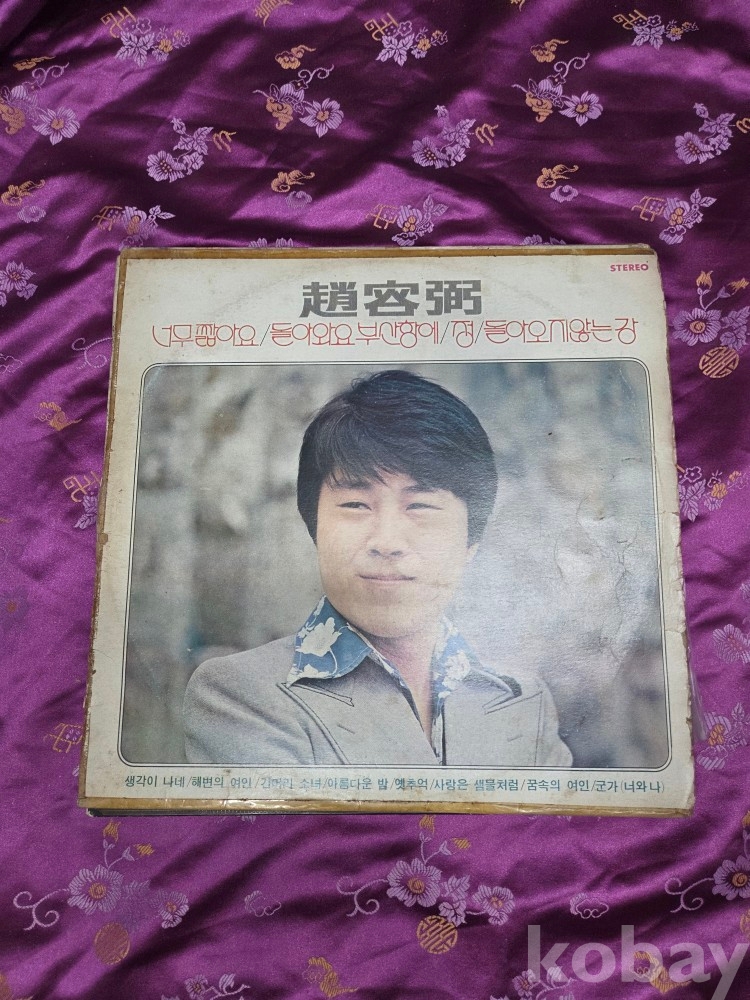 STEREO
趙容弼
너무짧아요/돌아와요부산항에/정/돌아오지않는강
생각이 나네/해변의 여인/긴머리 소녀/아름다운 밤/옛추억/사랑은 샘물처럼/꿈속의 여인/군가(너와 나)
kobay